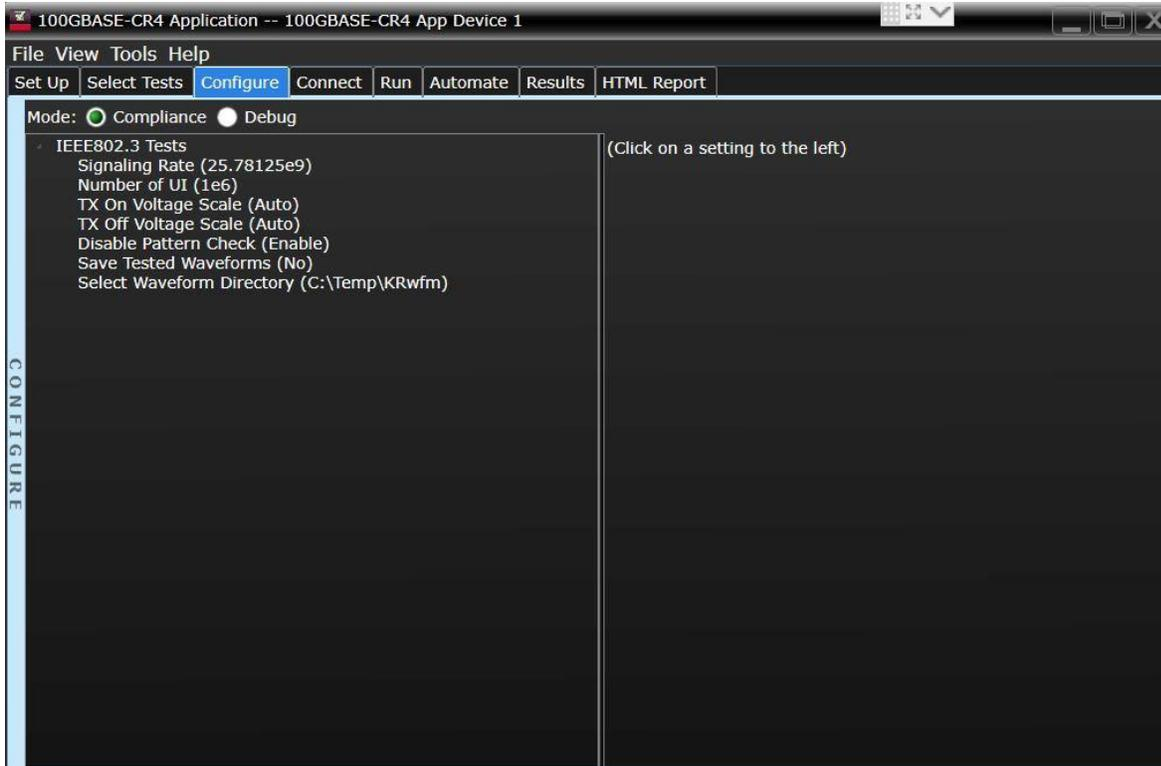 100GBASE-CR4 Application -- 100GBASE-CR4 App Device 1
File View Tools Help
Set Up Select Tests Configure Connect Run Automate Results HTML Report
Mode: Compliance Debug
IEEE802.3 Tests
Signaling Rate (25.78125e9)
Number of UI (1e6)
TX On Voltage Scale (Auto)
TX Off Voltage Scale (Auto)
Disable Pattern Check (Enable)
Save Tested Waveforms (No)
Select Waveform Directory (C:\Temp\KRwfm)
(Click on a setting to the left)
CONFIGURE